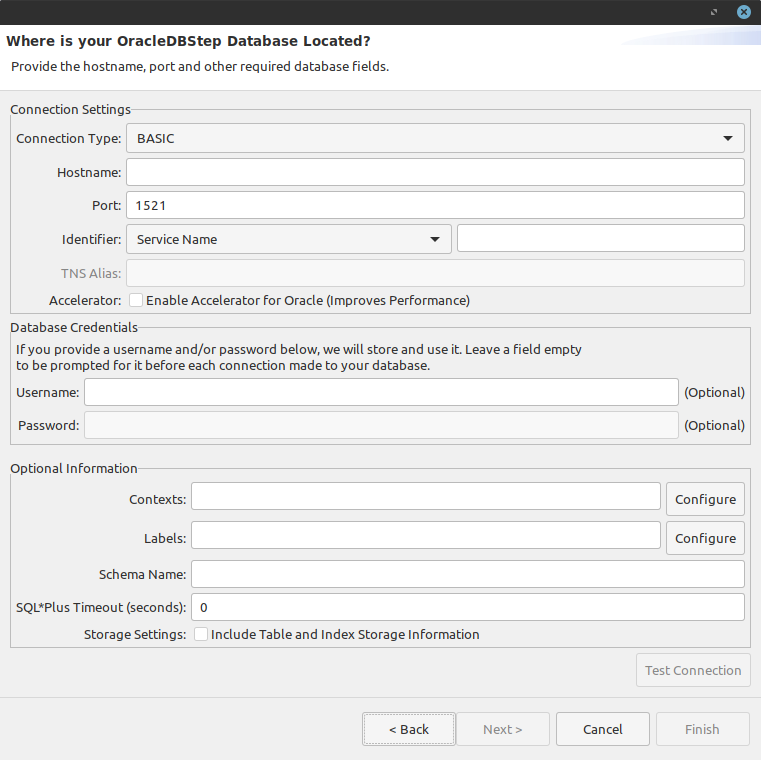 Where is your OracleDBStep Database Located?
Provide the hostname, port and other required database fields.
Connection Settings
Connection Type: BASIC
Hostname:
Port: 1521
Identifier: Service Name
TNS Alias:
Accelerator: Enable Accelerator for Oracle (Improves Performance)
Database Credentials
If you provide a username and/or password below, we will store and use it. Leave a field empty
to be prompted for it before each connection made to your database.
Username: (Optional)
Password: (Optional)
Optional Information
Contexts: Configure
Labels: Configure
Schema Name:
SQL*Plus Timeout (seconds): 0
Storage Settings: Include Table and Index Storage Information
Test Connection
< Back Next > Cancel Finish